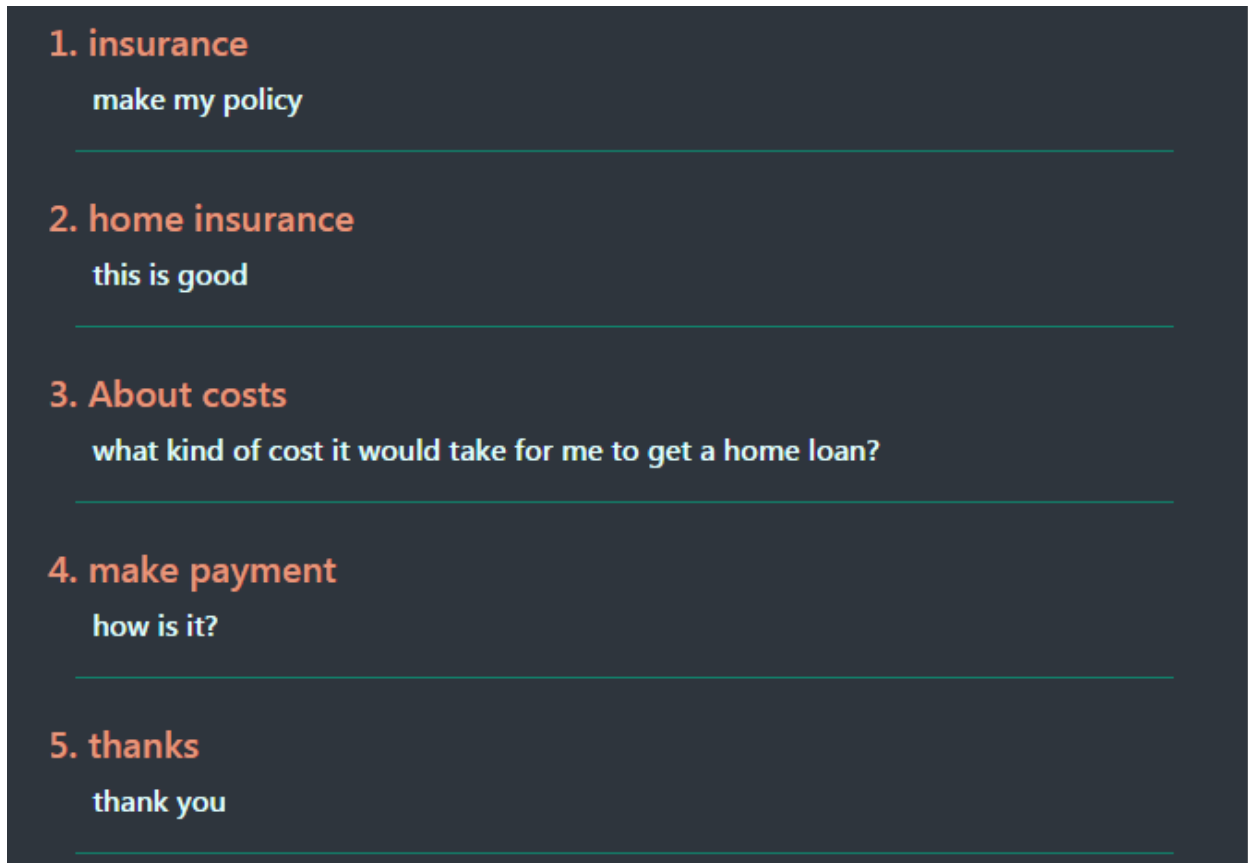 1. insurance
make my policy
2. home insurance
this is good
3. About costs
what kind of cost it would take for me to get a home loan?
4. make payment
how is it?
5. thanks
thank you